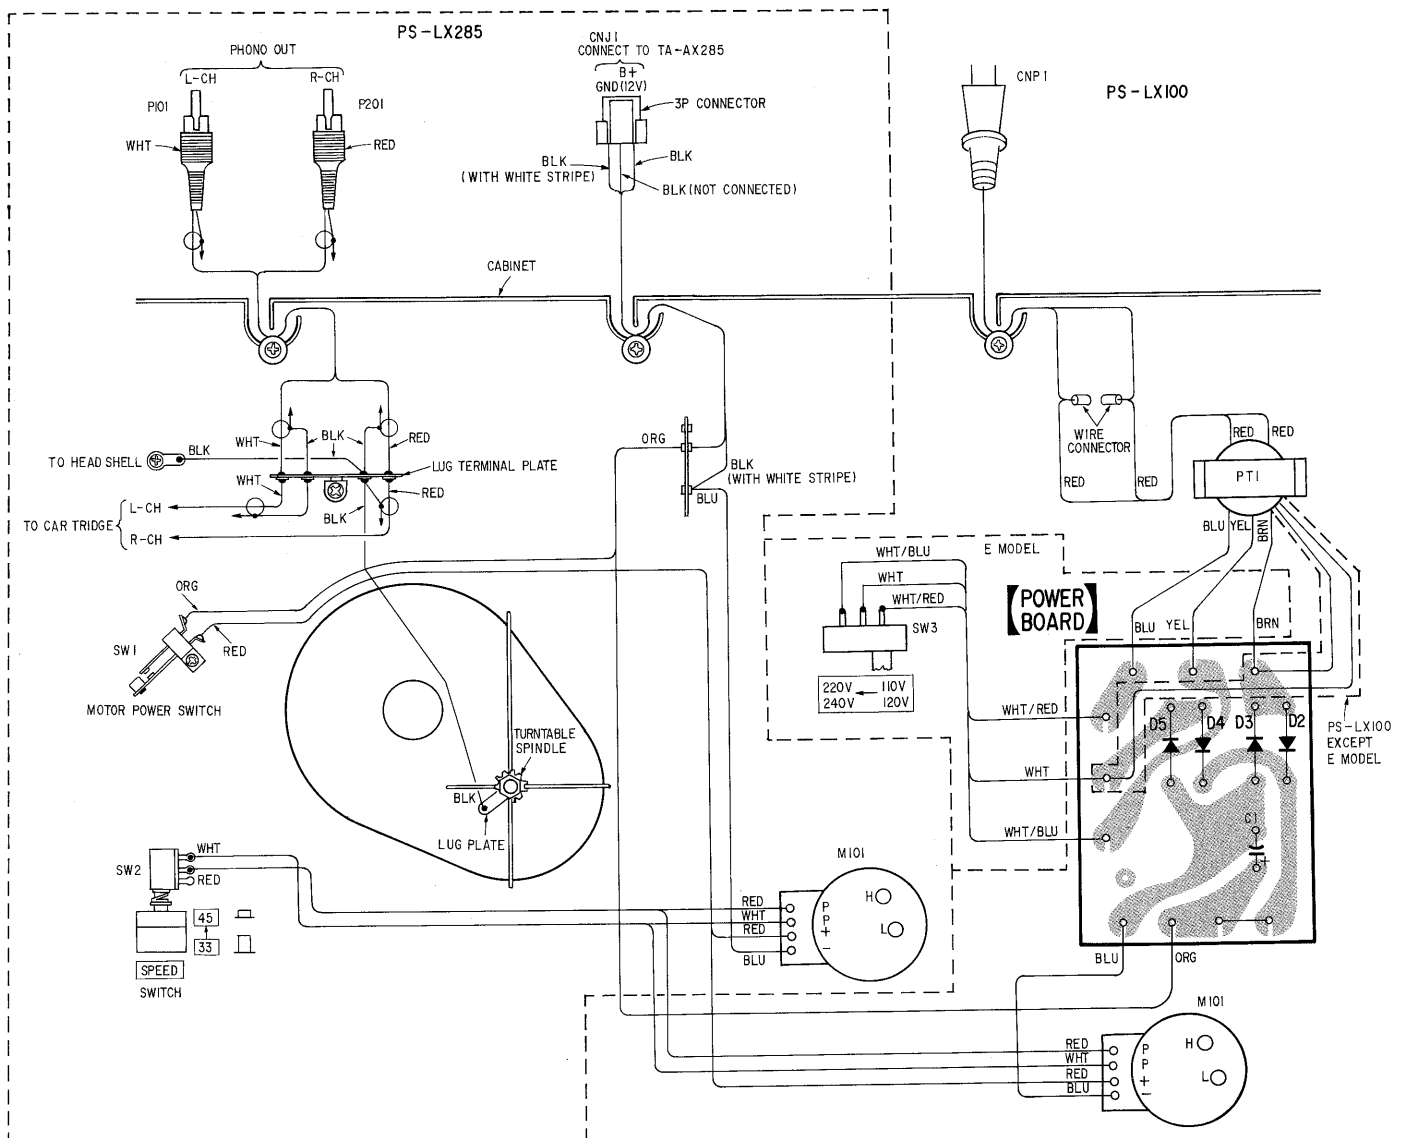 PS-LX285
PHONO OUT
L-CH
R-CH
P101
P201
WHT
RED
CNJ1
CONNECT TO TA-AX285
B+
GND(12V)
3P CONNECTOR
BLK
(WITH WHITE STRIPE)
BLK
BLK(NOT CONNECTED)
CNP1
PS-LX100
CABINET
WHT
BLK
RED
TO HEAD SHELL
BLK
LUG TERMINAL PLATE
WHT
RED
BLK
TO CAR TRIDGE
L-CH
R-CH
ORG
BLK
(WITH WHITE STRIPE)
BLU
WIRE
CONNECTOR
RED
RED
RED
RED
PT1
BLU
YEL
BRN
ORG
RED
SW1
MOTOR POWER SWITCH
E MODEL
WHT/BLU
WHT
WHT/RED
SW3
220V
240V
110V
120V
【POWER
BOARD】
BLU
YEL
BRN
WHT/RED
WHT
WHT/BLU
D5
D4
D3
D2
C1
+
PS-LX100
EXCEPT
E MODEL
TURNTABLE
SPINDLE
BLK
LUG PLATE
SW2
WHT
RED
45
33
SPEED
SWITCH
M101
RED
WHT
RED
BLU
P
P
+
-
H
L
BLU
ORG
M101
RED
WHT
RED
BLU
P
P
+
-
H
L